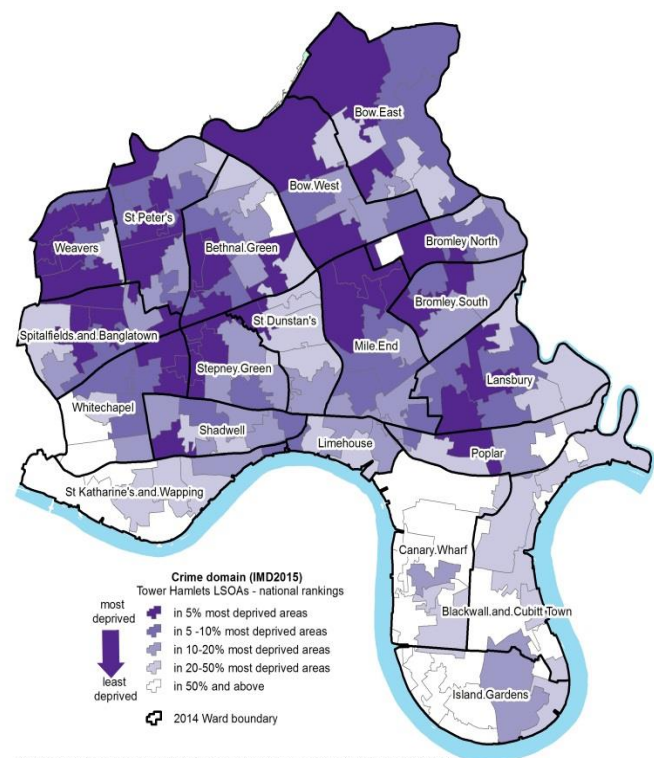 Bow.East
Bow.West
St Peter's
Weavers
Bethnal.Green
Bromley North
Bromley.South
St Dunstan's
Spitalfields.and.Banglatown
Mile.End
Stepney.Green
Lansbury
Whitechapel
Shadwell
Limehouse
Poplar
St Katharine's.and.Wapping
Canary.Wharf
Blackwall.and.Cubitt Town
Island.Gardens
Crime domain (IMD2015)
Tower Hamlets LSOAs - national rankings
most
deprived
least
deprived
in 5% most deprived areas
in 5 -10% most deprived areas
in 10-20% most deprived areas
in 20-50% most deprived areas
in 50% and above
2014 Ward boundary